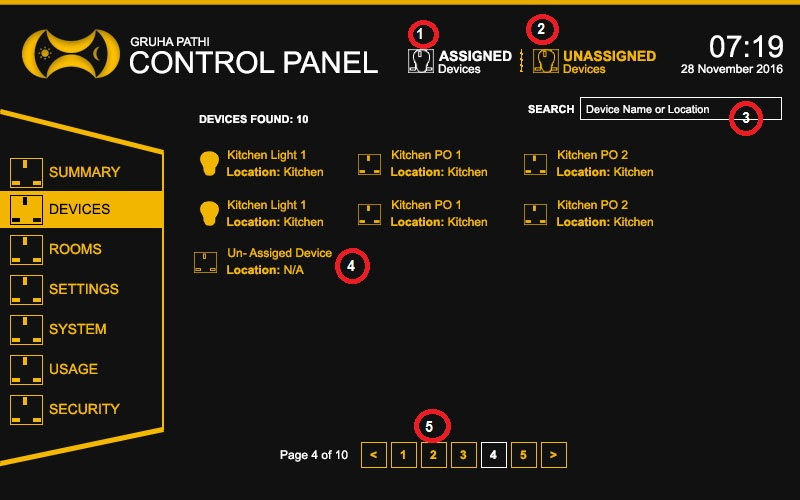 1
2
GRUHA PATHI
CONTROL PANEL
ASSIGNED
Devices
UNASSIGNED
Devices
07:19
28 November 2016
SEARCH Device Name or Location
3
DEVICES FOUND: 10
SUMMARY
DEVICES
ROOMS
SETTINGS
SYSTEM
USAGE
SECURITY
Kitchen Light 1
Location: Kitchen
Kitchen PO 1
Location: Kitchen
Kitchen PO 2
Location: Kitchen
Kitchen Light 1
Location: Kitchen
Kitchen PO 1
Location: Kitchen
Kitchen PO 2
Location: Kitchen
Un- Assiged Device
Location: N/A
4
5
Page 4 of 10 < 1 2 3 4 5 >